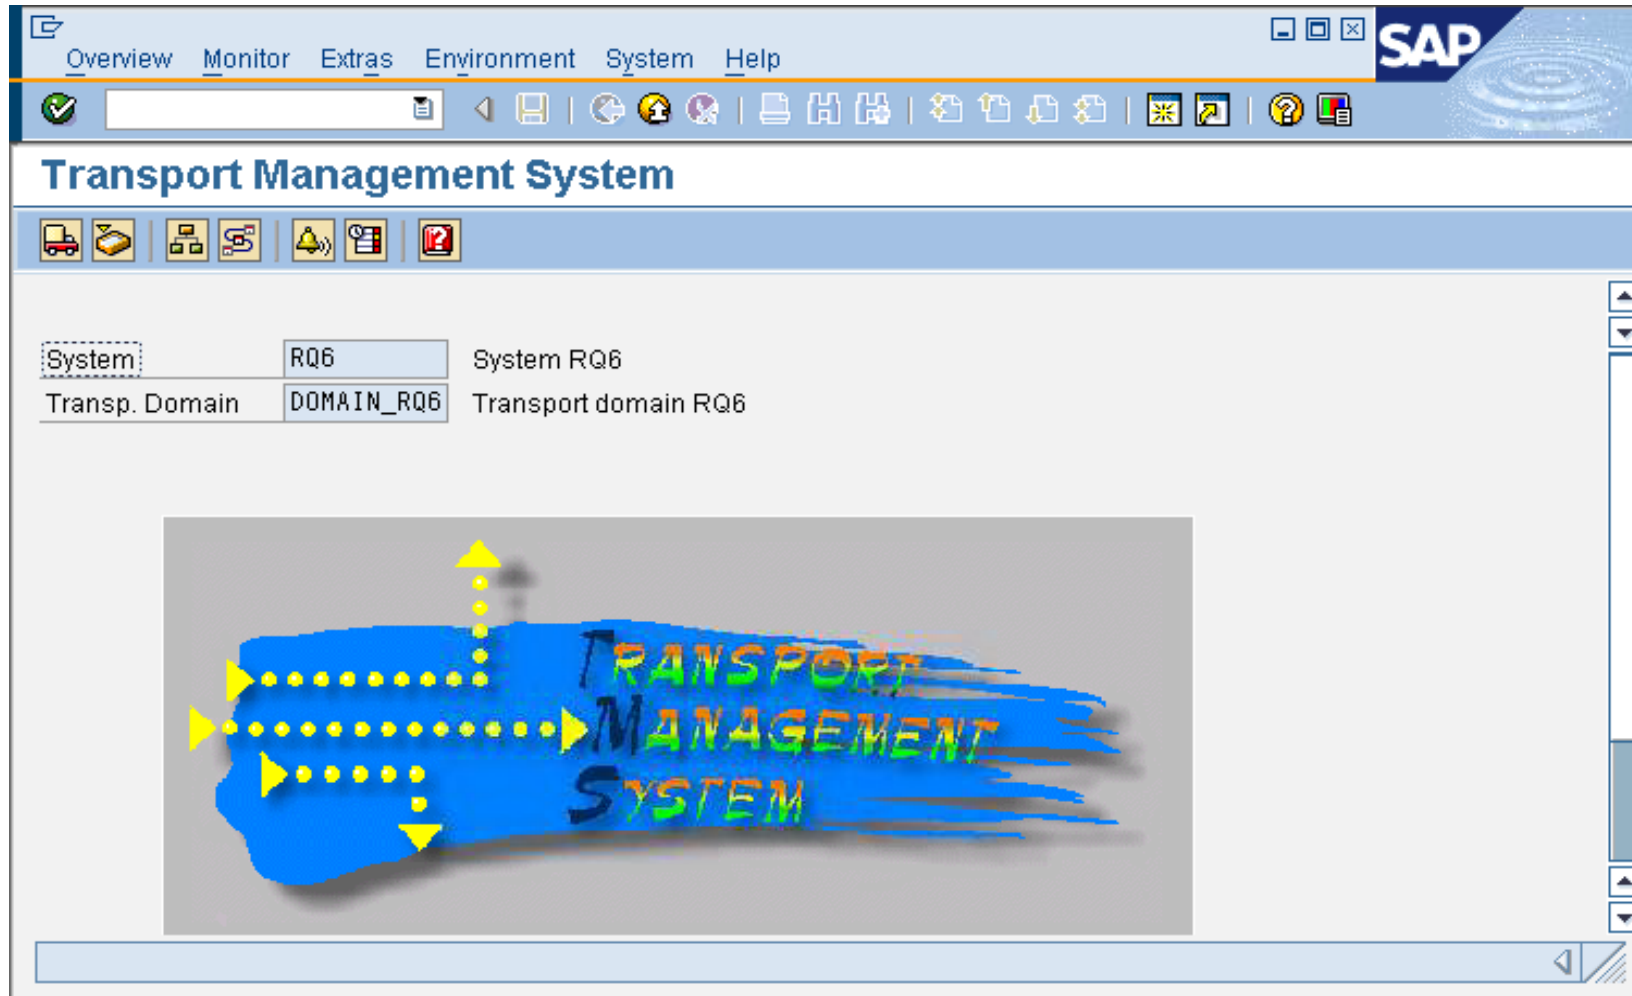 Overview Monitor Extras Environment System Help
SAP
Transport Management System
System RQ6 System RQ6
Transp. Domain DOMAIN_RQ6 Transport domain RQ6
TRANSPORT
MANAGEMENT
SYSTEM